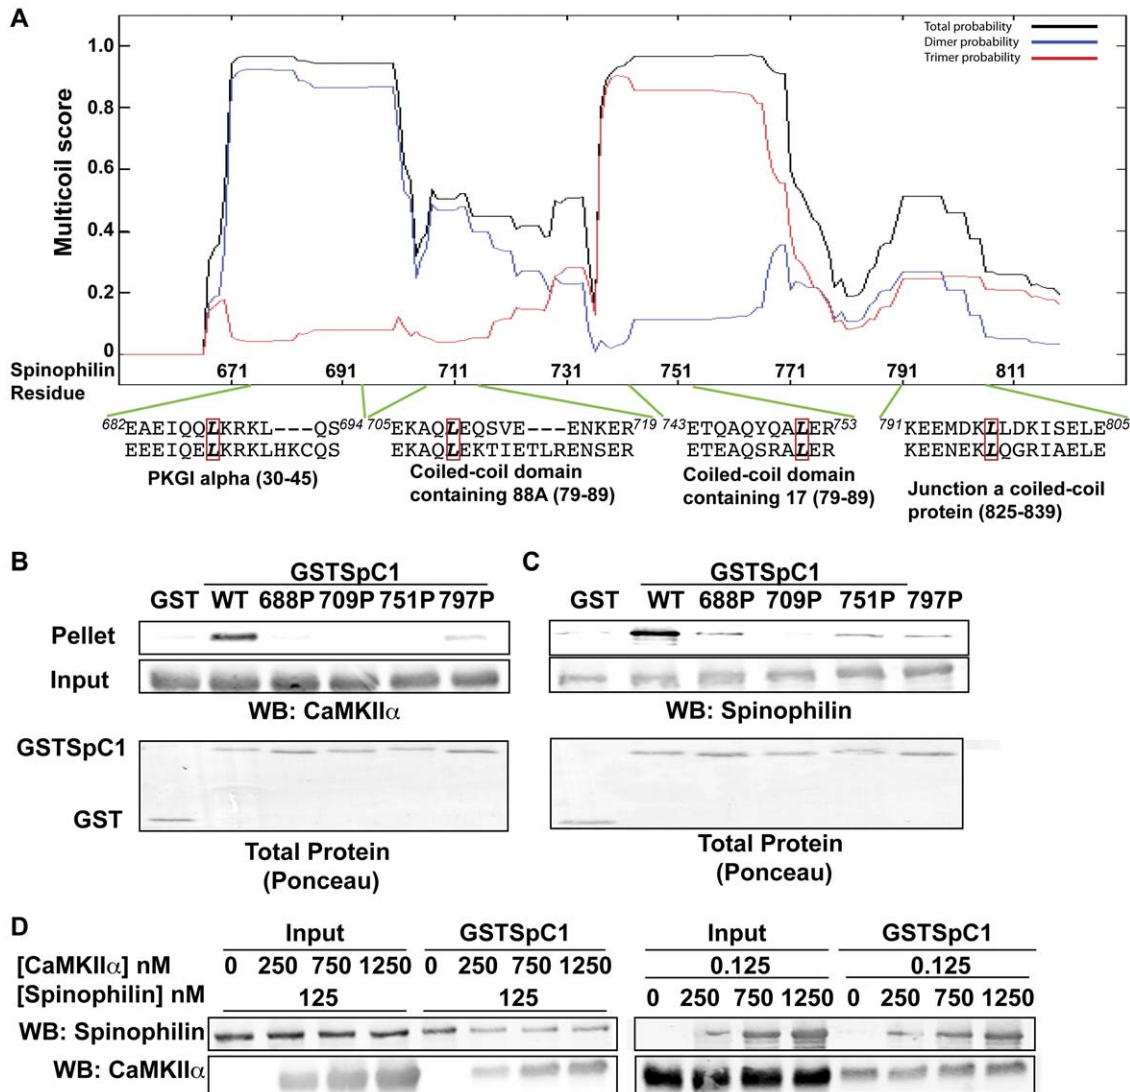 A
Total probability
Dimer probability
Trimer probability
Multicoil score
1.0
0.8
0.6
0.4
0.2
0
Spinophilin Residue
671 691 711 731 751 771 791 811
682EAEIQQLKRKL---QS694 705EKAQLEQSVE---ENKER719 743ETQAQYQALER753 791KEEMDKLLDKISELE805
EEEIQELKRKLHKCQS EKAQLEKTIETLRENSER ETEAQSRALER KEENEKLQGRIAELE
PKGI alpha (30-45)
Coiled-coil domain containing 88A (79-89)
Coiled-coil domain containing 17 (79-89)
Junction a coiled-coil protein (825-839)
B
GSTSpC1
GST WT 688P 709P 751P 797P
Pellet
Input
WB: CaMKIIα
GSTSpC1
GST
Total Protein
(Ponceau)
C
GSTSpC1
GST WT 688P 709P 751P 797P
WB: Spinophilin
Total Protein
(Ponceau)
D
Input GSTSpC1 Input GSTSpC1
[CaMKIIα] nM 0 250 750 1250 0 250 750 1250 0.125 0.125
[Spinophilin] nM 125 125 0 250 750 1250 0 250 750 1250
WB: Spinophilin
WB: CaMKIIα